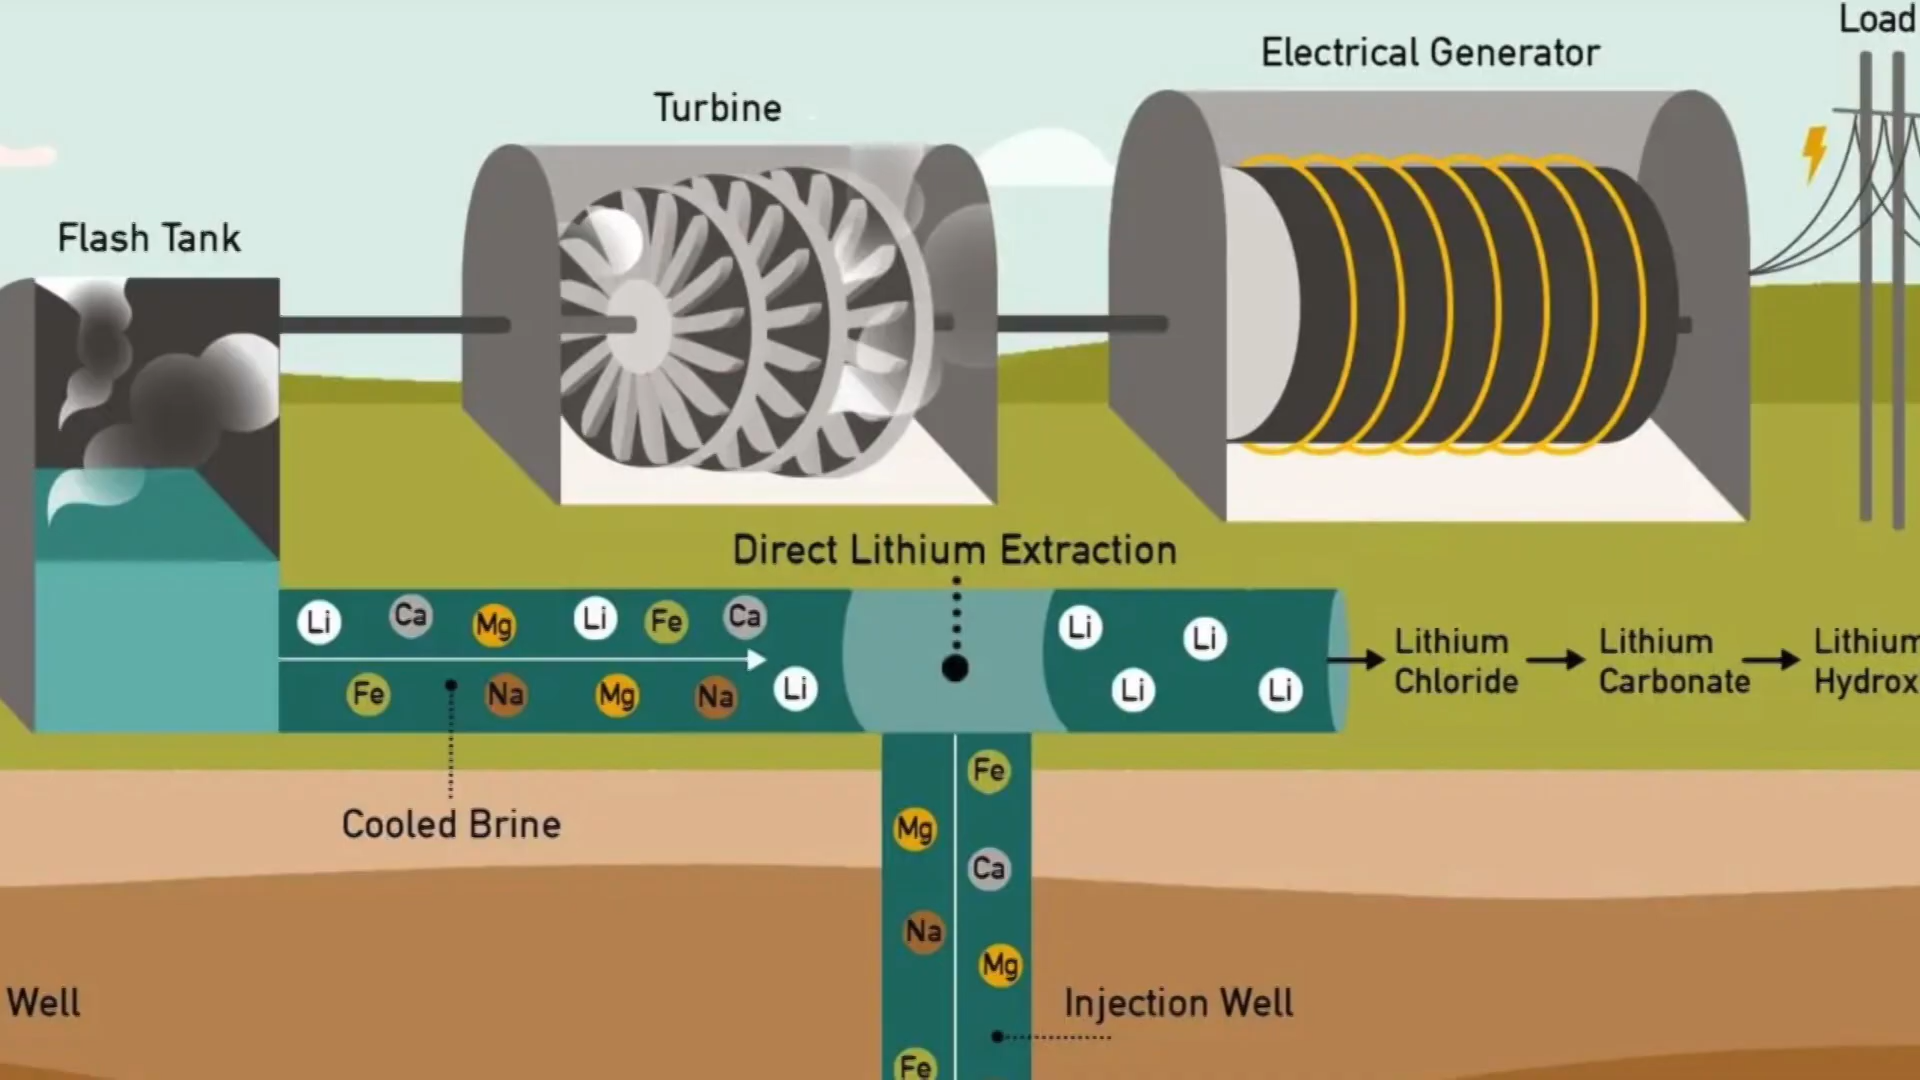 Load
Electrical Generator
Turbine
Flash Tank
Direct Lithium Extraction
Li Ca Mg Li Fe Ca
Fe Na Mg Na Li
Li Li
Li Li
Lithium
Chloride
Lithium
Carbonate
Lithium
Hydrox
Fe
Mg
Cooled Brine
Ca
Na
Mg
Well
Injection Well
Fe